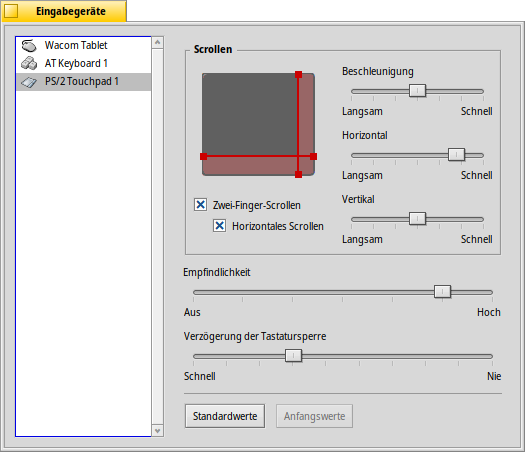 Eingabegeräte
Wacom Tablet
AT Keyboard 1
PS/2 Touchpad 1
Scrollen
Beschleunigung
Langsam Schnell
Horizontal
Langsam Schnell
Vertikal
Langsam Schnell
Zwei-Finger-Scrollen
Horizontales Scrollen
Empfindlichkeit
Aus Hoch
Verzögerung der Tastatursperre
Schnell Nie
Standardwerte Anfangswerte